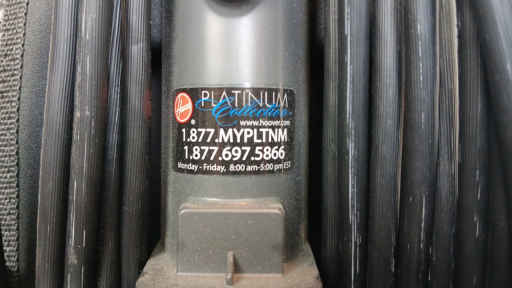 Hoover
PLATINUM
Collection
www.hoover.com
1.877.MYPLTNM
1.877.697.5866
Monday - Friday, 8:00 am-5:00 pm EST